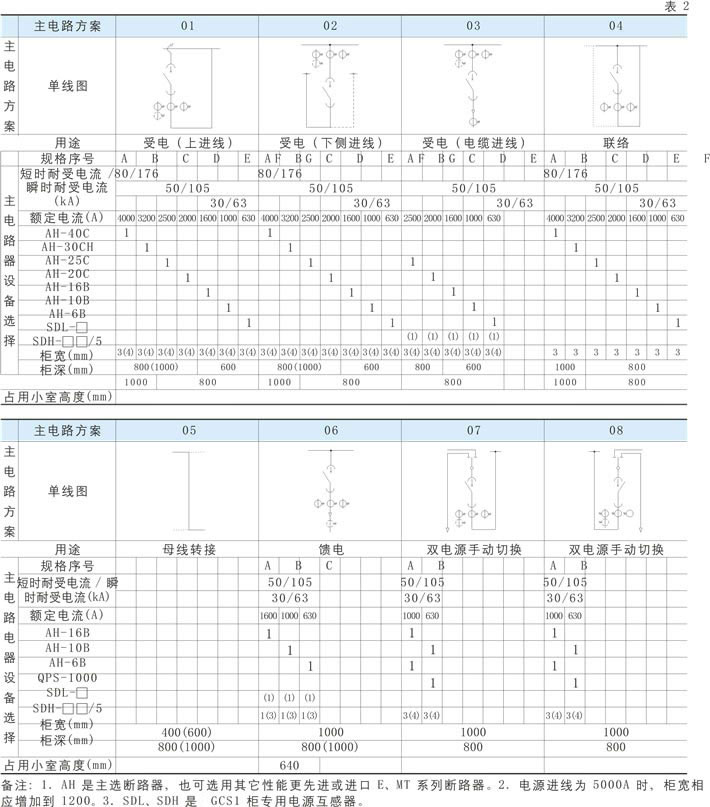 表 2
主电路方案 01 02 03 04
主电路方案
单线图
用途 受电(上进线) 受电(下侧进线) 受电(电缆进线) 联络
规格序号 A B C D E A F B G C D E A F B G C D E A B C D E F
短时耐受电流 /80/176 80/176 80/176
瞬时耐受电流 50/105 50/105 50/105 50/105
(kA) 30/63 30/63 30/63 30/63
主电路器设备选择
额定电流(A) 4000 3200 2500 2000 1600 1000 630 4000 3200 2500 2000 1600 1000 630 2500 2000 1600 1000 630 4000 3200 2500 2000 1600 1000 630
AH-40C 1 1 1
AH-30CH 1 1 1
AH-25C 1 1 1 1
AH-20C 1 1 1 1
AH-16B 1 1 1 1
AH-10B 1 1 1 1
AH-6B 1 1 1 1
SDL-□
SDH-□□/5 (1) (1) (1) (1) (1)
柜宽(mm) 3(4) 3(4) 3(4) 3(4) 3(4) 3(4) 3(4) 3(4) 3(4) 3(4) 3(4) 3(4) 3(4) 3(4) 3(4) 3(4) 3(4) 3(4) 3(4) 3 3 3 3 3 3 3
柜深(mm) 800(1000) 600 800(1000) 600 800 600 1000 800
1000 800 1000 800 800 1000 800
占用小室高度(mm)
主电路方案 05 06 07 08
主电路方案
单线图
用途 母线转接 馈电 双电源手动切换 双电源手动切换
规格序号 A B C A B A B
短时耐受电流 / 瞬 50/105 50/105 50/105
时耐受电流(kA) 30/63 30/63 30/63
主电路电器设备选择
额定电流(A) 1600 1000 630 1000 630 1000 630
AH-16B 1 1 1
AH-10B 1 1 1
AH-6B 1 1 1
QPS-1000 1 1
SDL-□ (1) (1) (1)
SDH-□□/5 1(3) 1(3) 1(3) 3(4) 3(4) 3(4) 3(4)
柜宽(mm) 400(600) 1000 1000 1000
柜深(mm) 800(1000) 800(1000) 800 800
占用小室高度(mm) 640
备注: 1. AH 是主选断路器, 也可选用其它性能更先进或进口 E、MT 系列断路器。2. 电源进线为 5000A 时, 柜宽相
应增加到 1200。3. SDL、SDH 是 GCS1 柜专用电源互感器。